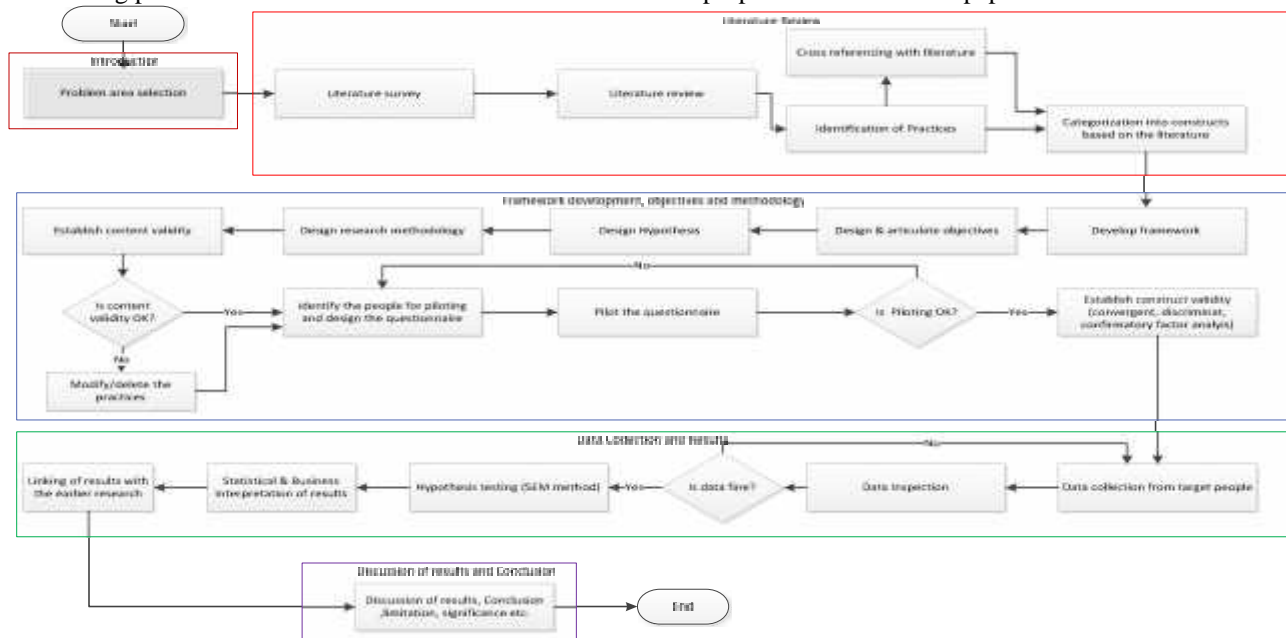 Start
Introduction
Problem area selection
Literature Review
Literature survey
Literature review
Cross referencing with literature
Identification of Practices
Categorization into constructs
based on the literature
Framework development, objectives and methodology
Establish content validity
Design research methodology
Design Hypothesis
Design & articulate objectives
Develop framework
No
Is content
validity OK?
Yes
Identify the people for piloting
and design the questionnaire
Pilot the questionnaire
Is Piloting OK?
Yes
Establish construct validity
(convergent, discriminat,
confirmatory factor analyis)
No
Modify/delete the
practices
Data Collection and Results
No
Linking of results with
the earlier research
Statistical & Business
interpretation of results
Hypothesis testing (SEM method)
Yes
Is data fine?
Data Inspection
Data collection from target people
Discussion of results and Conclusion
Discussion of results, Conclusion
,limitation, significance etc
End